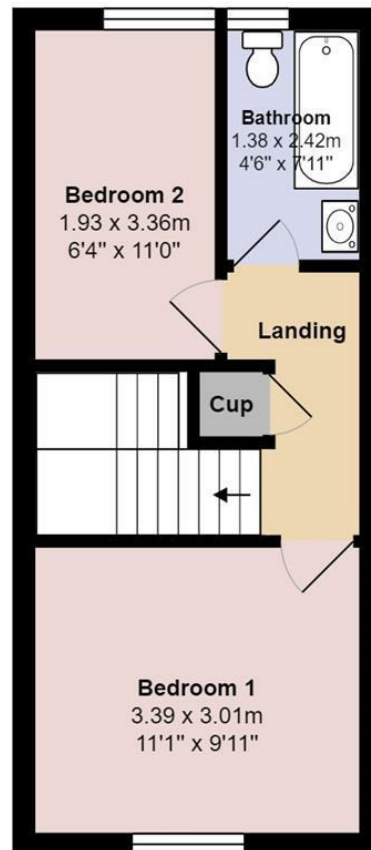 Bathroom
1.38 x 2.42m
4'6" x 7'11"
Bedroom 2
1.93 x 3.36m
6'4" x 11'0"
Landing
Cup
Bedroom 1
3.39 x 3.01m
11'1" x 9'11"